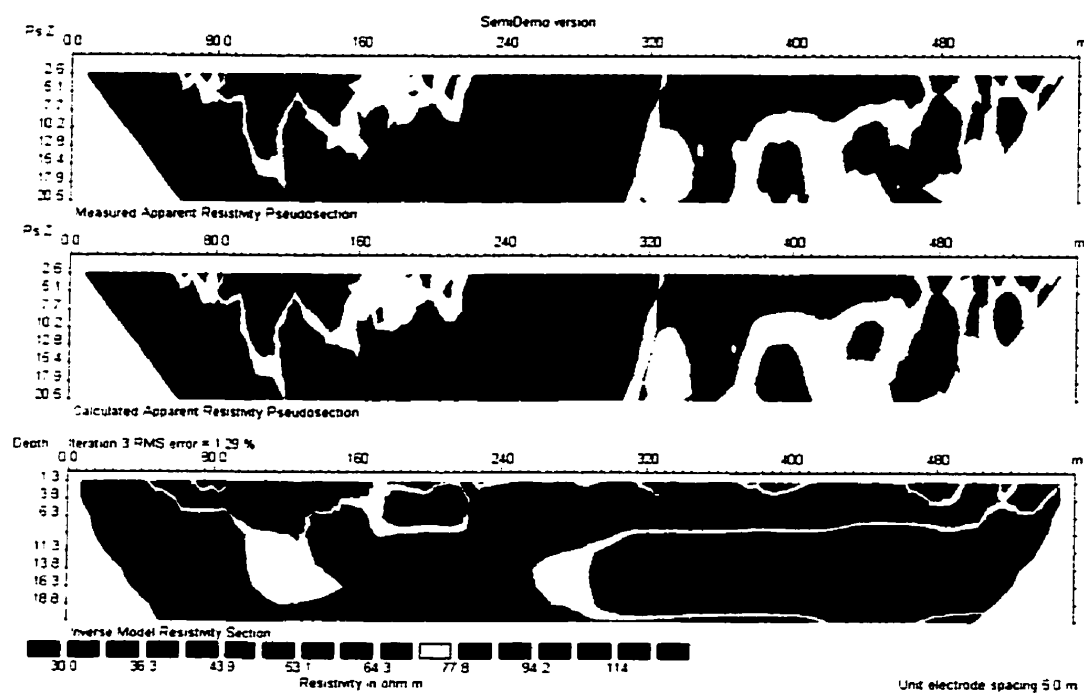 SemiDemo version
Ps.Z 0.0 80.0 160 240 320 400 480 m
2.6
5.1
7.7
10.2
12.8
15.4
17.9
20.5
Measured Apparent Resistivity Pseudosection
Ps.Z 0.0 80.0 160 240 320 400 480 m
2.6
5.1
7.7
10.2
12.8
15.4
17.9
20.5
Calculated Apparent Resistivity Pseudosection
Depth Iteration 3 RMS error = 1.29 %
0.0 80.0 160 240 320 400 480 m
1.3
3.8
6.3
11.3
13.8
16.3
18.8
Inverse Model Resistivity Section
30.0 36.3 43.9 53.1 64.3 77.8 94.2 114
Resistivity in ohm.m
Unit electrode spacing 5.0 m